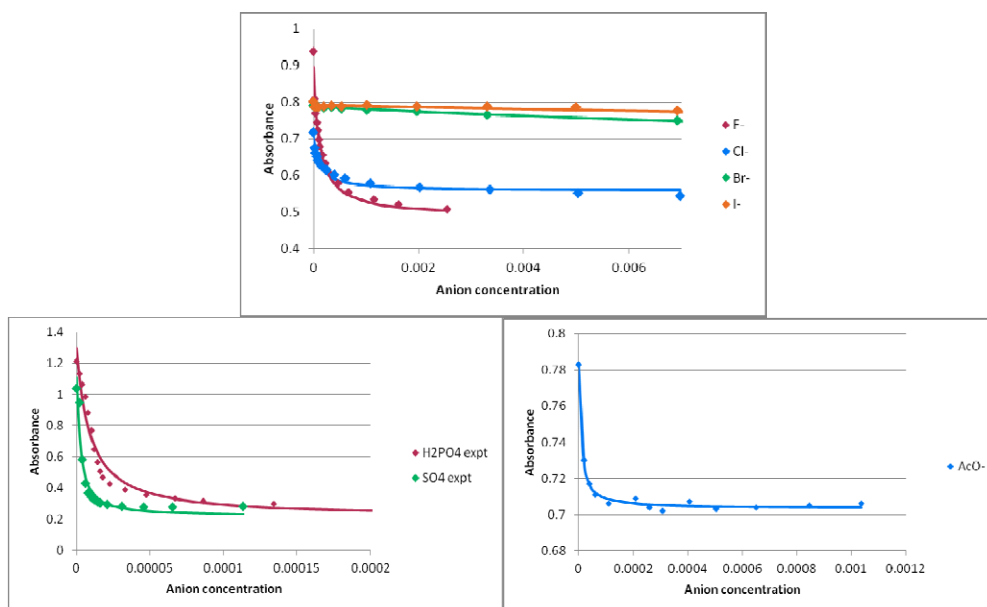 1
0.9
0.8
0.7
0.6
0.5
0.4
Absorbance
0 0.002 0.004 0.006
Anion concentration
F-
Cl-
Br-
I-
1.4
1.2
1
0.8
0.6
0.4
0.2
0
Absorbance
0 0.00005 0.0001 0.00015 0.0002
Anion concentration
H2PO4 expt
SO4 expt
0.8
0.78
0.76
0.74
0.72
0.7
0.68
Absorbance
0 0.0002 0.0004 0.0006 0.0008 0.001 0.0012
Anion concentration
AcO-